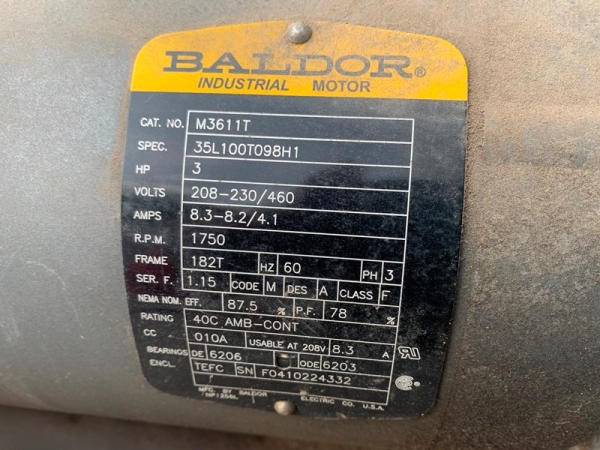 BALDOR®
INDUSTRIAL MOTOR
CAT. NO. M3611T
SPEC. 35L100T098H1
HP 3
VOLTS 208-230/460
AMPS 8.3-8.2/4.1
R.P.M. 1750
FRAME 182T HZ 60 PH 3
SER. F. 1.15 CODE M DES A CLASS F
NEMA NOM. EFF. 87.5 % P.F. 78 %
RATING 40C AMB-CONT
CC 010A USABLE AT 208V 8.3 A
BEARINGS DE 6206 ODE 6203
ENCL. TEFC SN F0410224332
MFG. BY BALDOR ELECTRIC CO. U.S.A.